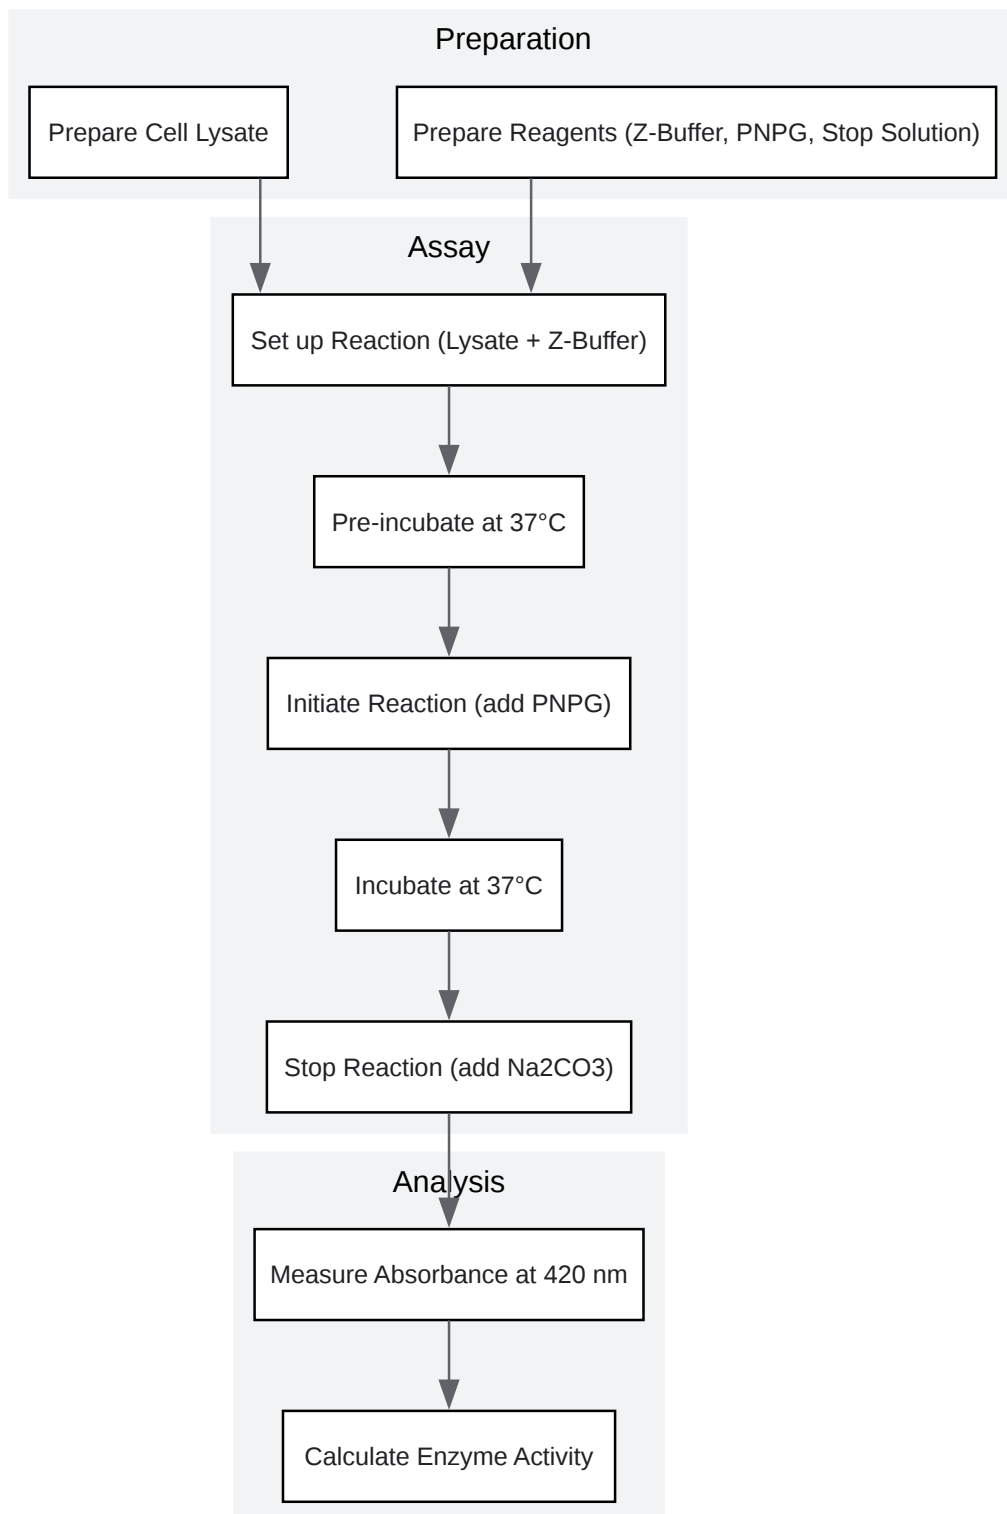 Preparation
Prepare Cell Lysate
Prepare Reagents (Z-Buffer, PNPG, Stop Solution)
Assay
Set up Reaction (Lysate + Z-Buffer)
Pre-incubate at 37°C
Initiate Reaction (add PNPG)
Incubate at 37°C
Stop Reaction (add Na2CO3)
Analysis
Measure Absorbance at 420 nm
Calculate Enzyme Activity